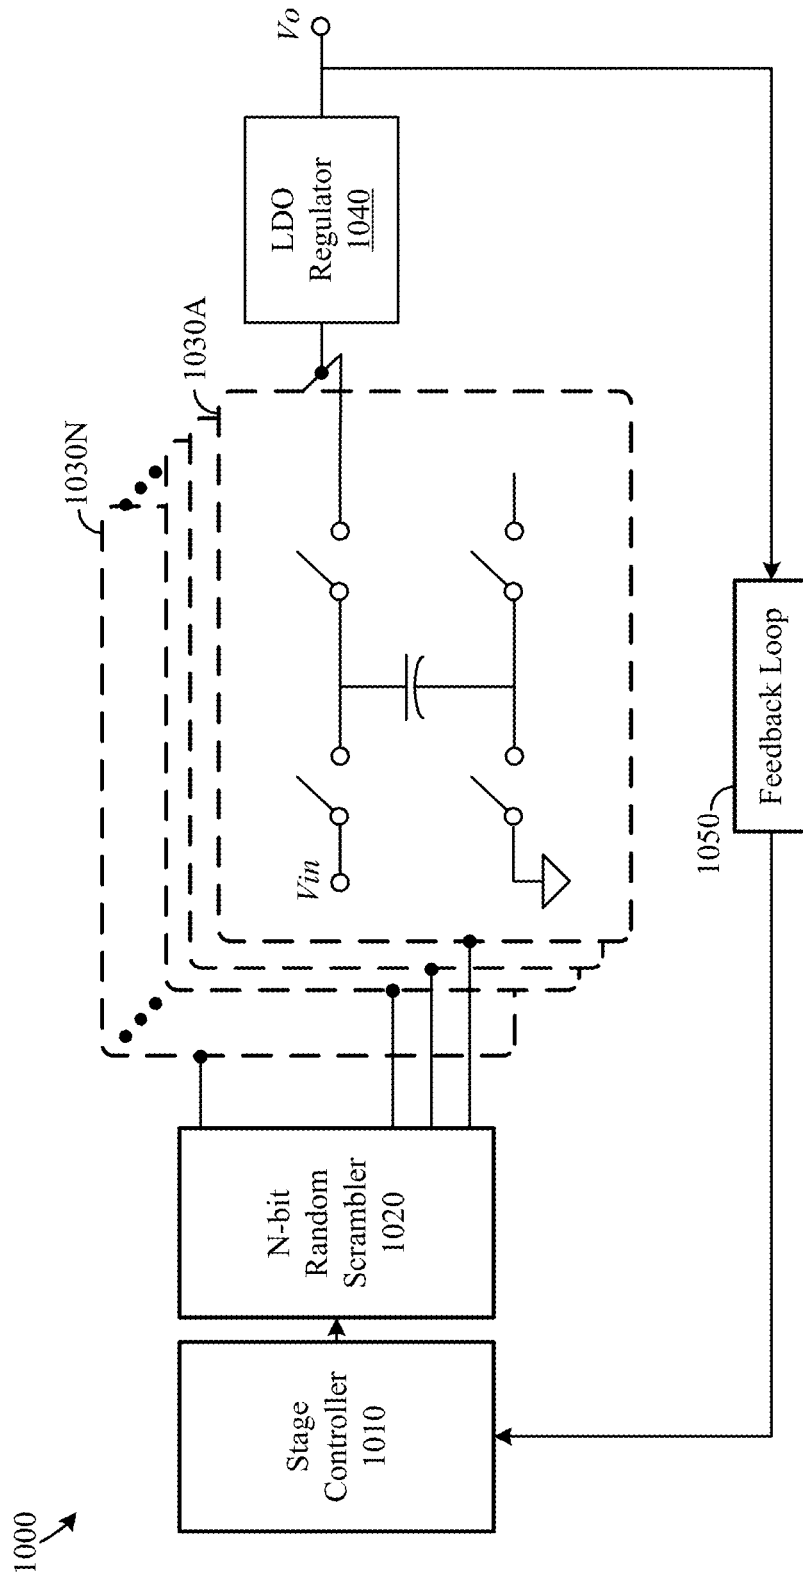 1000
Stage
Controller
1010
N-bit
Random
Scrambler
1020
1030N
1030A
Vin
LDO
Regulator
1040
Vo
1050
Feedback Loop